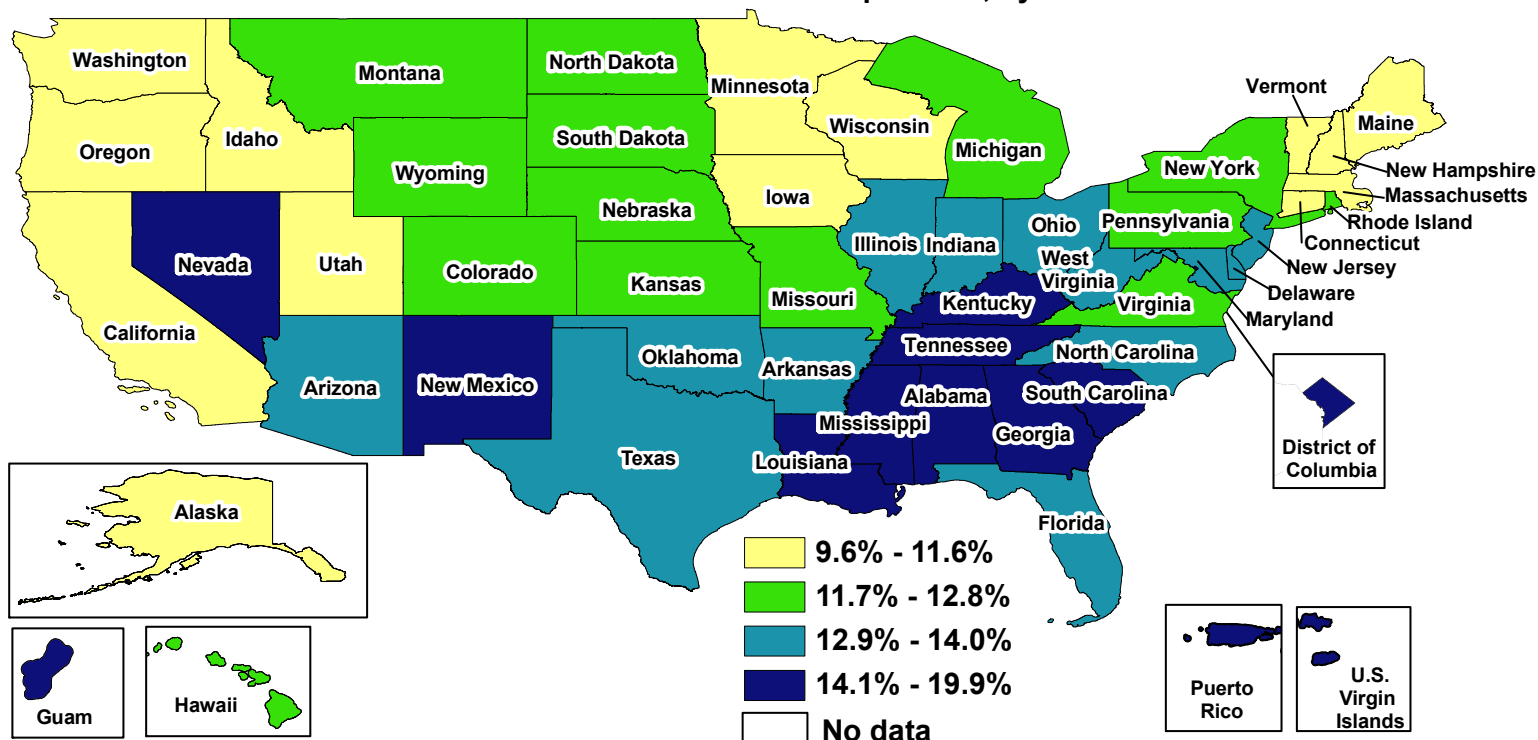 Washington
Montana
North Dakota
Minnesota
Vermont
Maine
Oregon
Idaho
South Dakota
Wisconsin
Michigan
New York
New Hampshire
Massachusetts
Wyoming
Nebraska
Iowa
Pennsylvania
Rhode Island
Connecticut
New Jersey
Delaware
Maryland
Nevada
Utah
Colorado
Kansas
Missouri
Illinois
Indiana
Ohio
West
Virginia
Virginia
Kentucky
California
Arizona
New Mexico
Oklahoma
Arkansas
Tennessee
North Carolina
South Carolina
Texas
Louisiana
Mississippi
Alabama
Georgia
Florida
District of
Columbia
Alaska
Guam
Hawaii
9.6% - 11.6%
11.7% - 12.8%
12.9% - 14.0%
14.1% - 19.9%
No data
Puerto
Rico
U.S.
Virgin
Islands